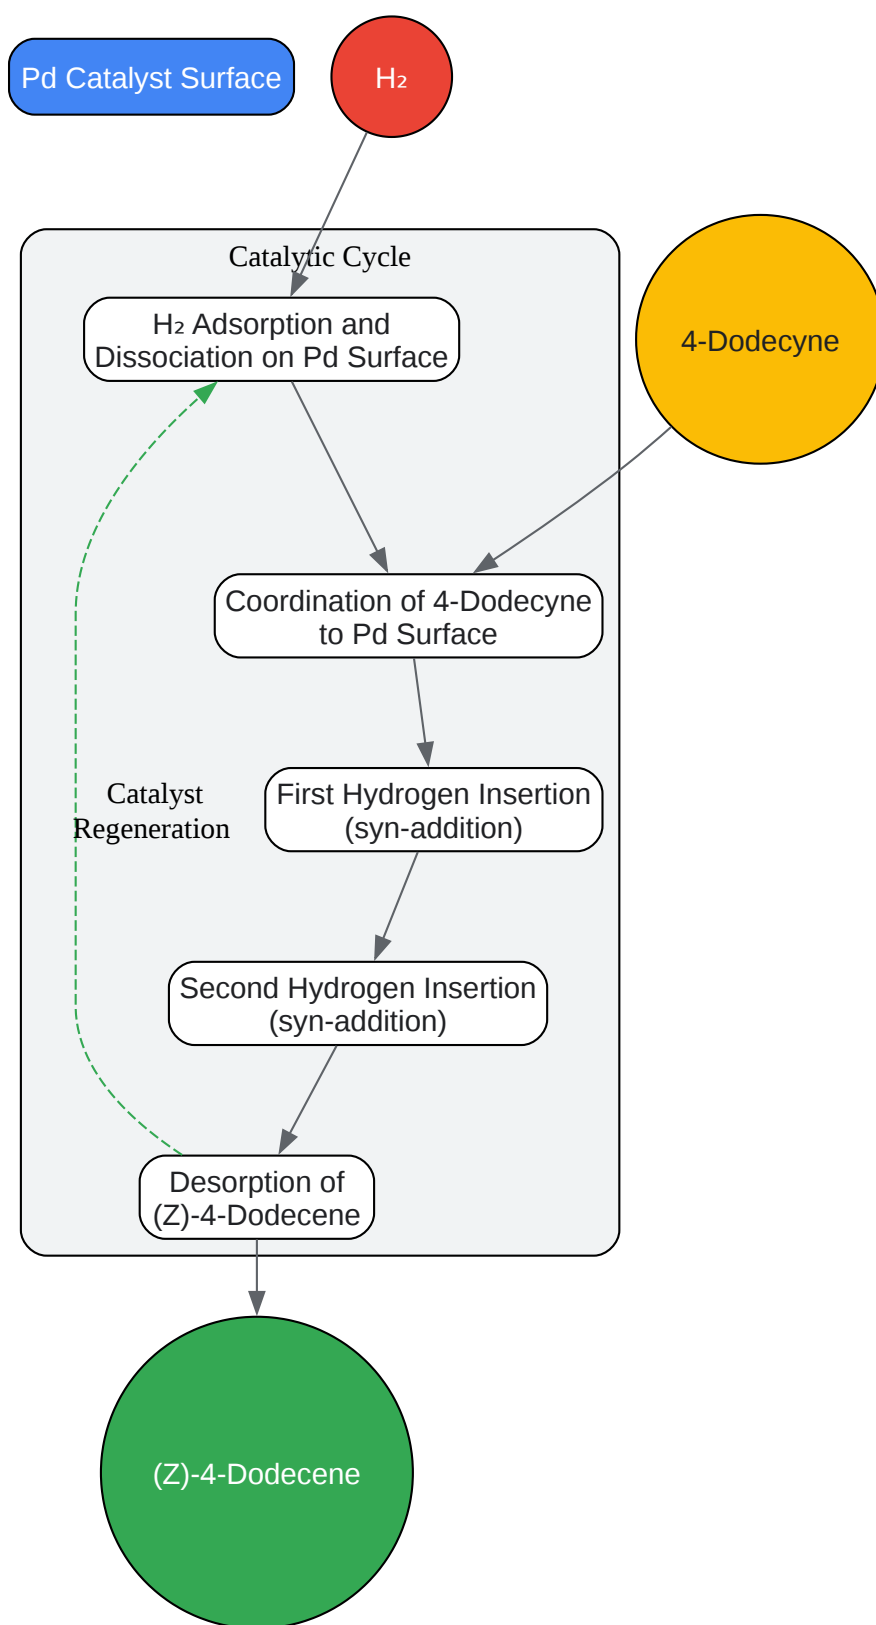 Pd Catalyst Surface
H₂
Catalytic Cycle
H₂ Adsorption and
Dissociation on Pd Surface
4-Dodecyne
Coordination of 4-Dodecyne
to Pd Surface
Catalyst
Regeneration
First Hydrogen Insertion
(syn-addition)
Second Hydrogen Insertion
(syn-addition)
Desorption of
(Z)-4-Dodecene
(Z)-4-Dodecene